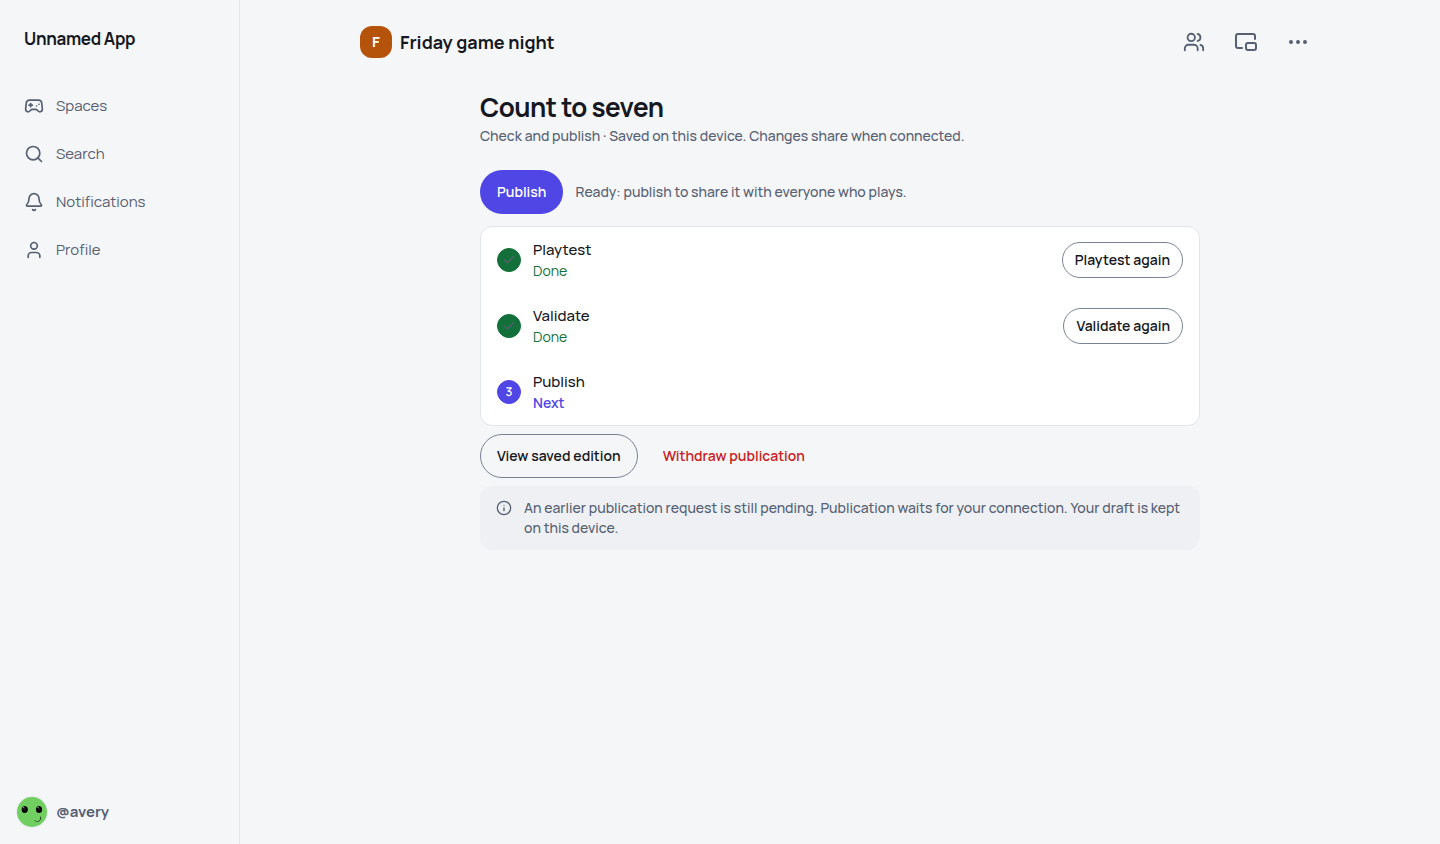 Unnamed App
Spaces
Search
Notifications
Profile
@avery
F
Friday game night
Count to seven
Check and publish · Saved on this device. Changes share when connected.
Publish
Ready: publish to share it with everyone who plays.
Playtest
Done
Playtest again
Validate
Done
Validate again
3
Publish
Next
View saved edition
Withdraw publication
An earlier publication request is still pending. Publication waits for your connection. Your draft is kept
on this device.